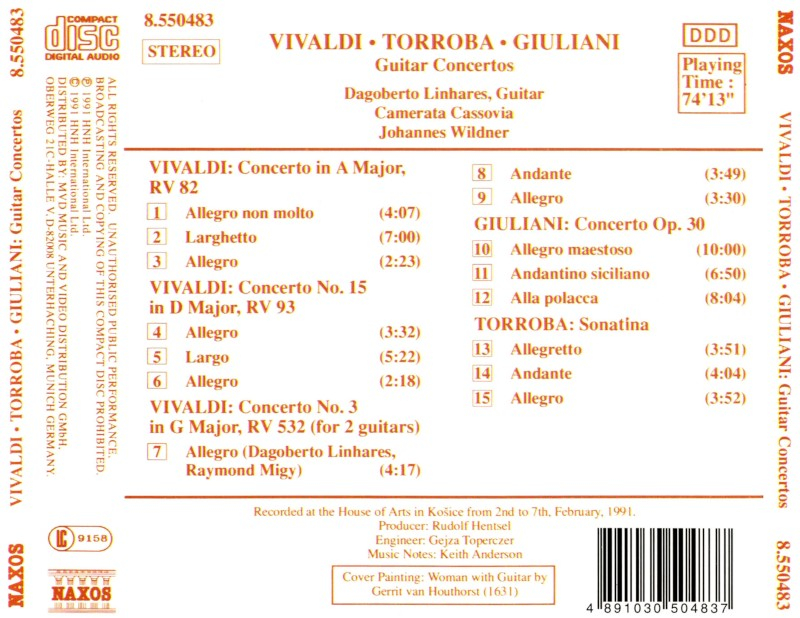 8.550483
VIVALDI • TORROBA • GIULIANI: Guitar Concertos
NAXOS
COMPACT
disc
DIGITAL AUDIO
ALL RIGHTS RESERVED. UNAUTHORISED PUBLIC PERFORMANCE.
BROADCASTING AND COPYING OF THIS COMPACT DISC PROHIBITED.
℗ 1991 HNH International Ltd.
© 1991 HNH International Ltd.
DISTRIBUTED BY: MVD MUSIC AND VIDEO DISTRIBUTION GMBH,
OBERWEG 21C-HALLE V, D-82008 UNTERHACHING, MUNICH GERMANY.
LC 9158
NAXOS
8.550483
STEREO
VIVALDI • TORROBA • GIULIANI
Guitar Concertos
Dagoberto Linhares, Guitar
Camerata Cassovia
Johannes Wildner
DDD
Playing
Time :
74'13"
VIVALDI: Concerto in A Major,
RV 82
1 Allegro non molto (4:07)
2 Larghetto (7:00)
3 Allegro (2:23)
VIVALDI: Concerto No. 15
in D Major, RV 93
4 Allegro (3:32)
5 Largo (5:22)
6 Allegro (2:18)
VIVALDI: Concerto No. 3
in G Major, RV 532 (for 2 guitars)
7 Allegro (Dagoberto Linhares,
Raymond Migy) (4:17)
8 Andante (3:49)
9 Allegro (3:30)
GIULIANI: Concerto Op. 30
10 Allegro maestoso (10:00)
11 Andantino siciliano (6:50)
12 Alla polacca (8:04)
TORROBA: Sonatina
13 Allegretto (3:51)
14 Andante (4:04)
15 Allegro (3:52)
Recorded at the House of Arts in Košice from 2nd to 7th, February, 1991.
Producer: Rudolf Hentsel
Engineer: Gejza Toperczer
Music Notes: Keith Anderson
Cover Painting: Woman with Guitar by
Gerrit van Houthorst (1631)
4 891030 504837
NAXOS
VIVALDI • TORROBA • GIULIANI: Guitar Concertos
8.550483
NAXOS